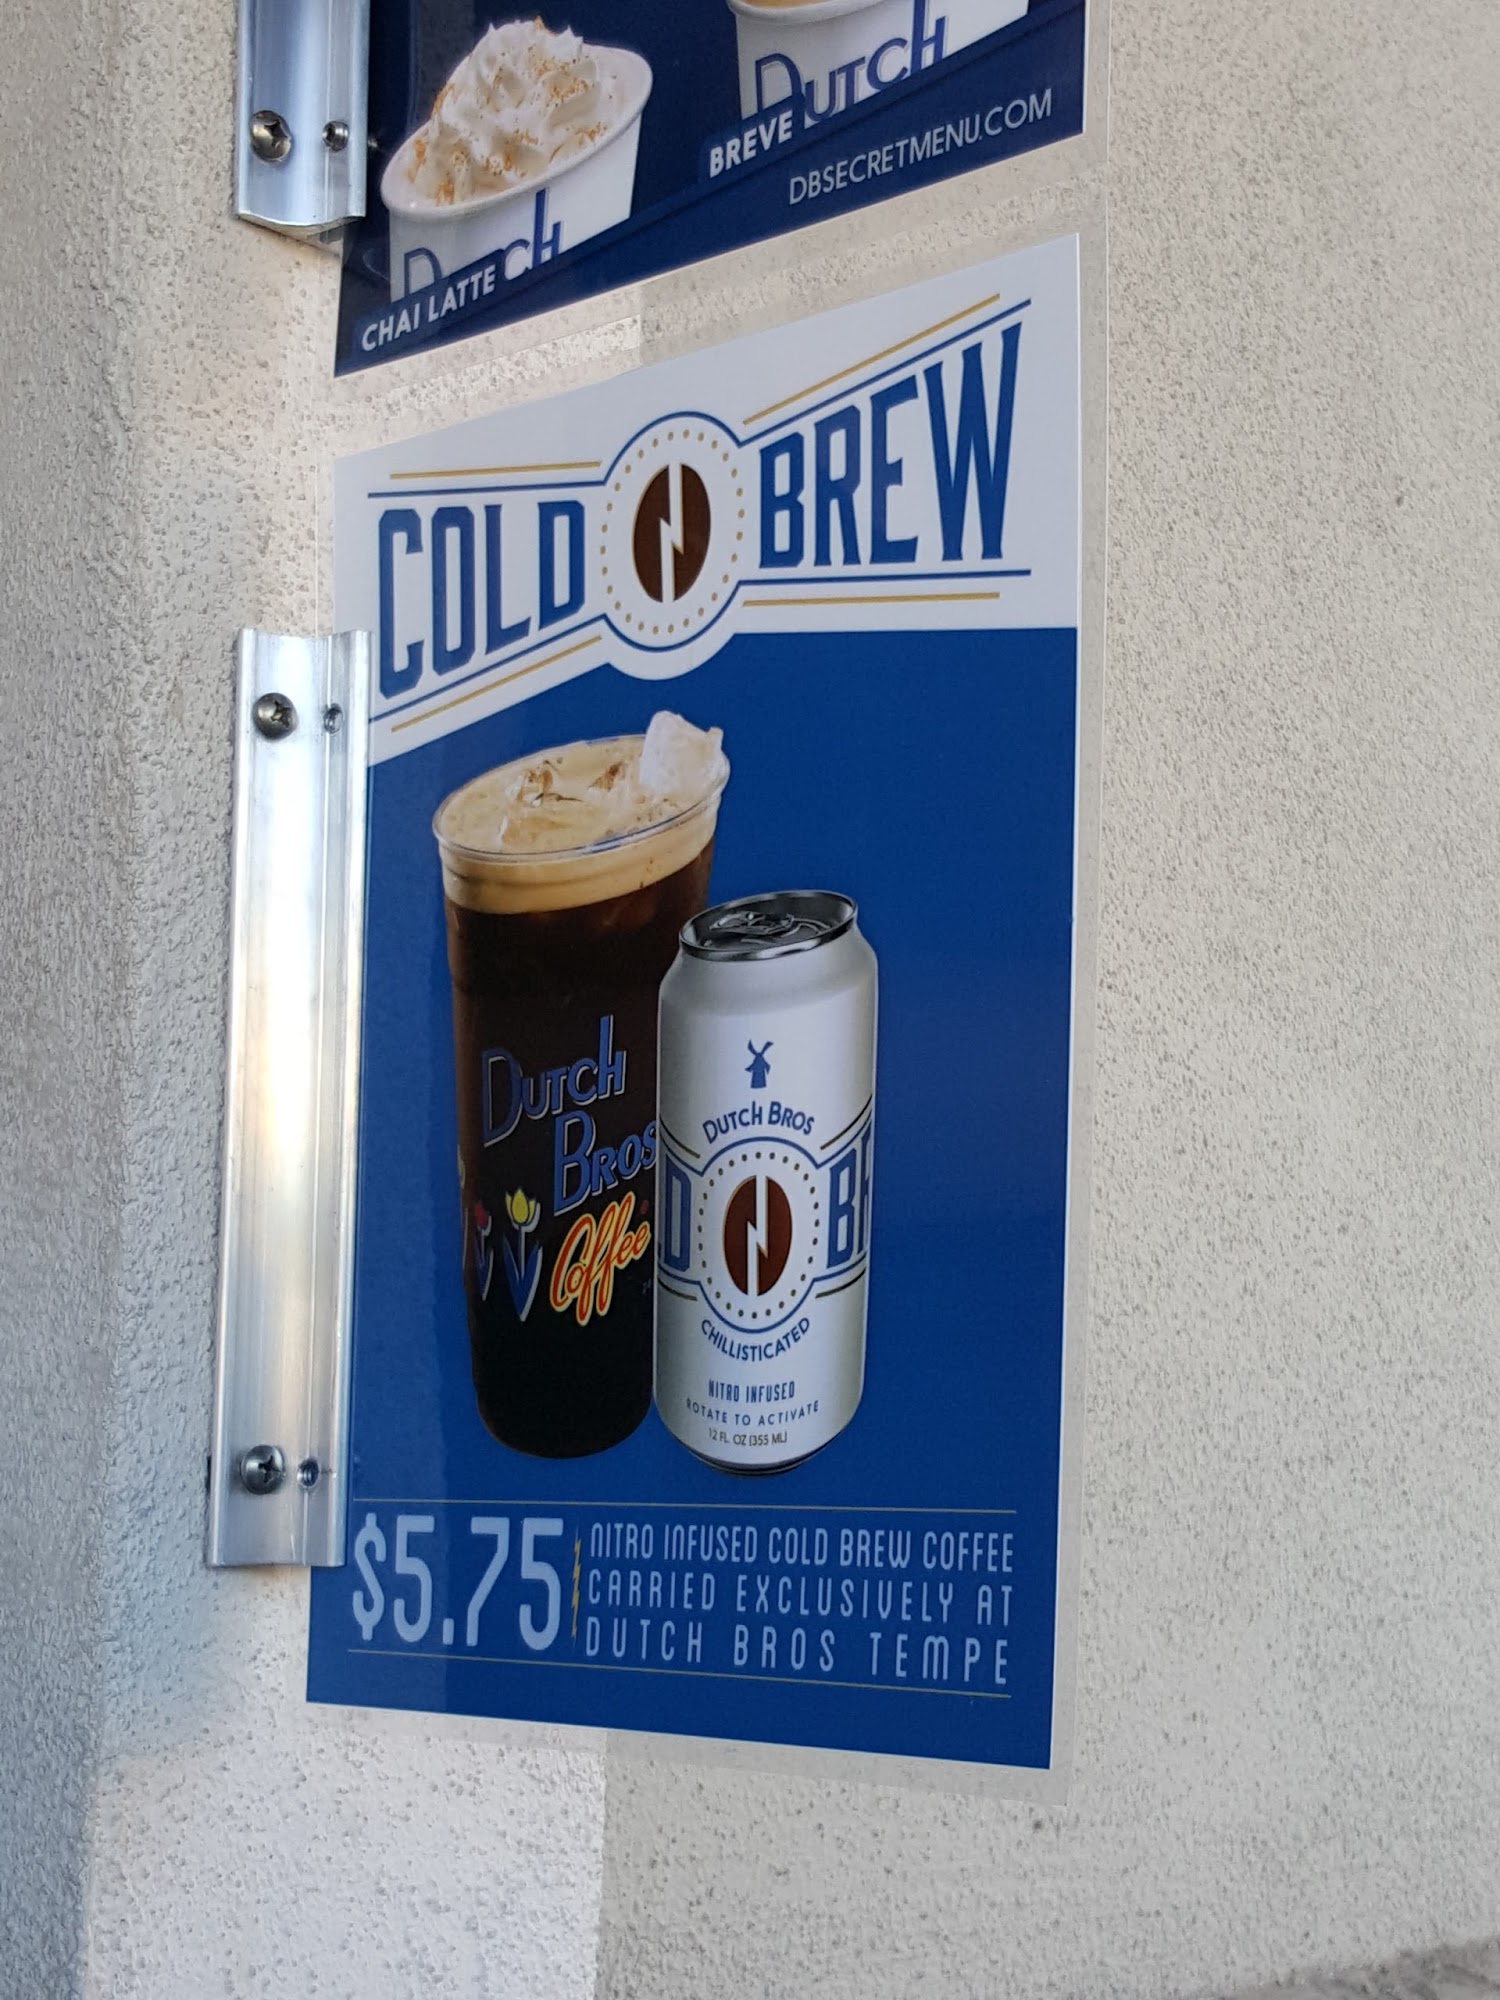 DUTCH
BREVE
DBSECRETMENU.COM
DUTCH
CHAI LATTE
COLD BREW
DUTCH
BROS
Coffee
DUTCH BROS
D BR
CHILLISTICATED
NITRO INFUSED
ROTATE TO ACTIVATE
12 FL. OZ (355 ML)
$5.75
NITRO INFUSED COLD BREW COFFEE
CARRIED EXCLUSIVELY AT
DUTCH BROS TEMPE